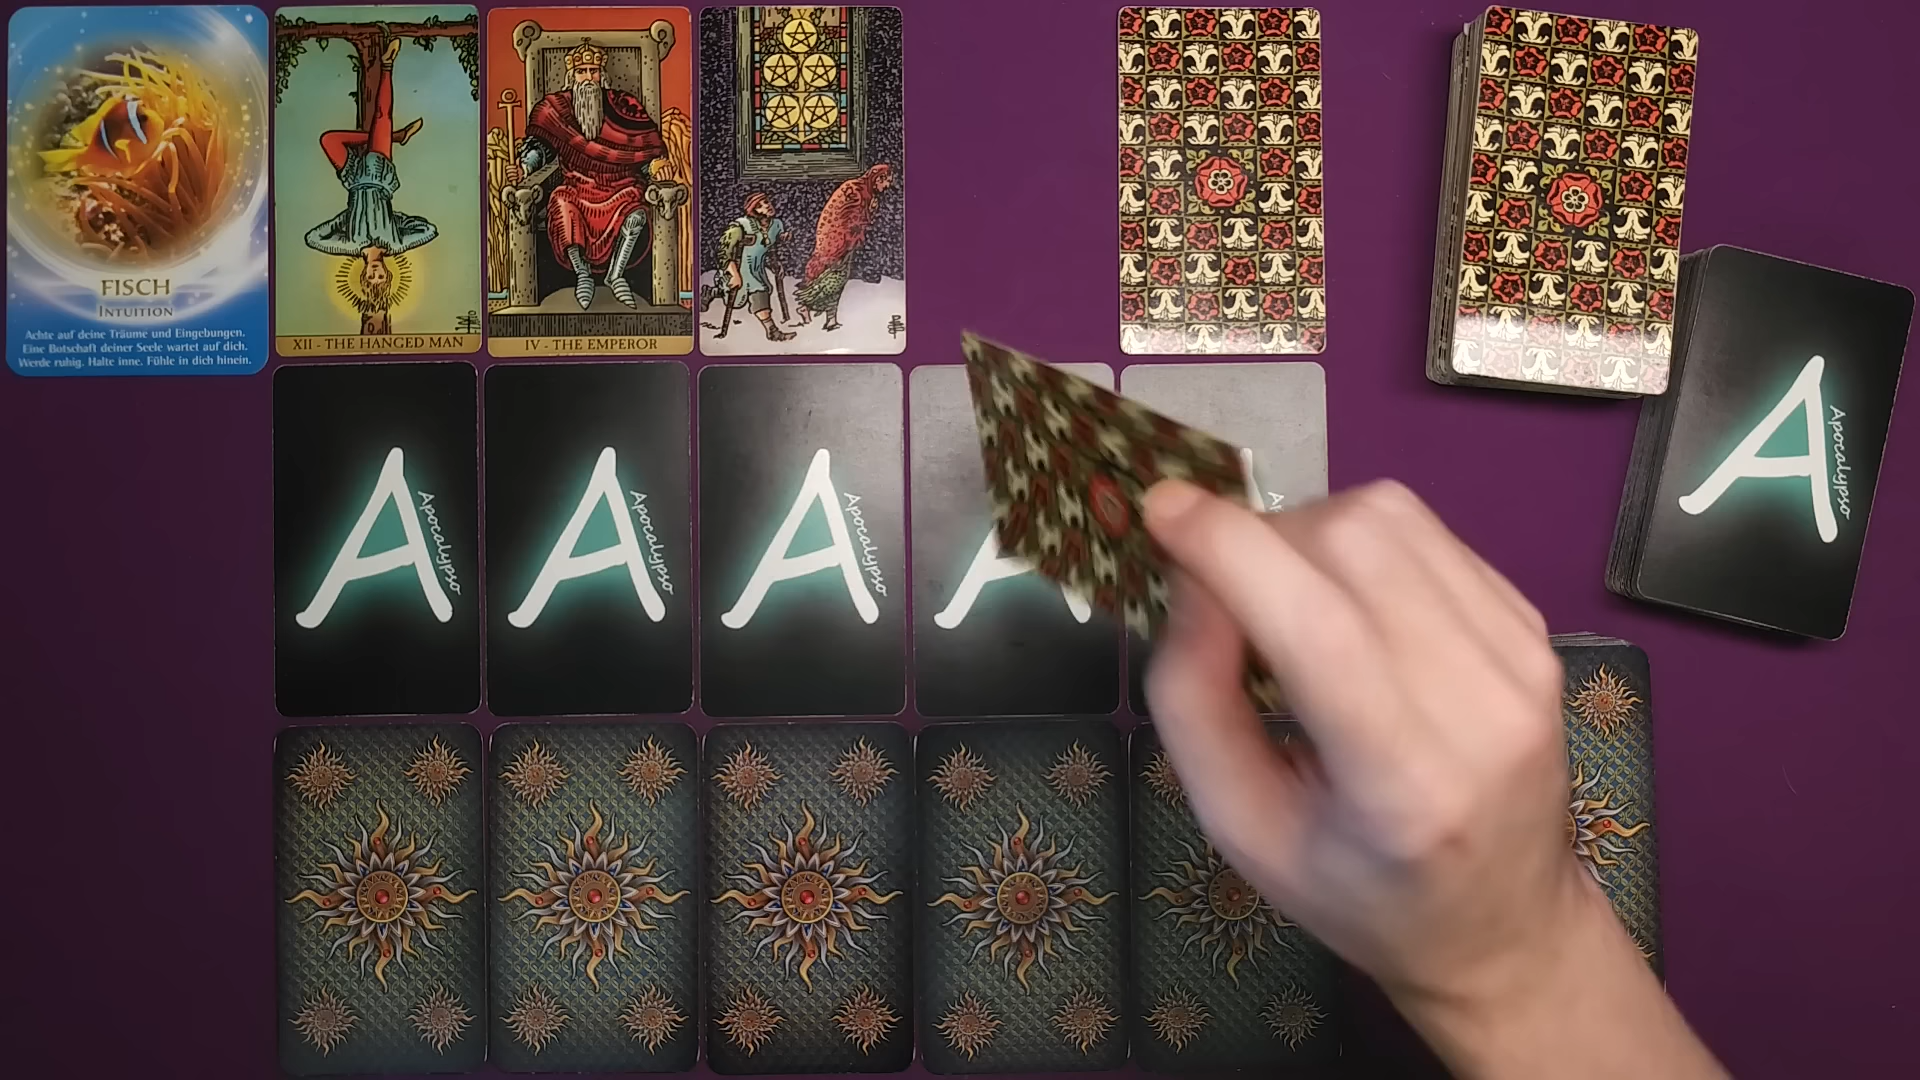 FISCH
INTUITION
Achte auf deine Träume und Eingebungen.
Eine Botschaft deiner Seele wartet auf dich.
Werde ruhig. Halte inne. Fühle in dich hinein.
XII - THE HANGED MAN
IV - THE EMPEROR
A Apocalypso
A Apocalypso
A Apocalypso
A
A Apocalypso